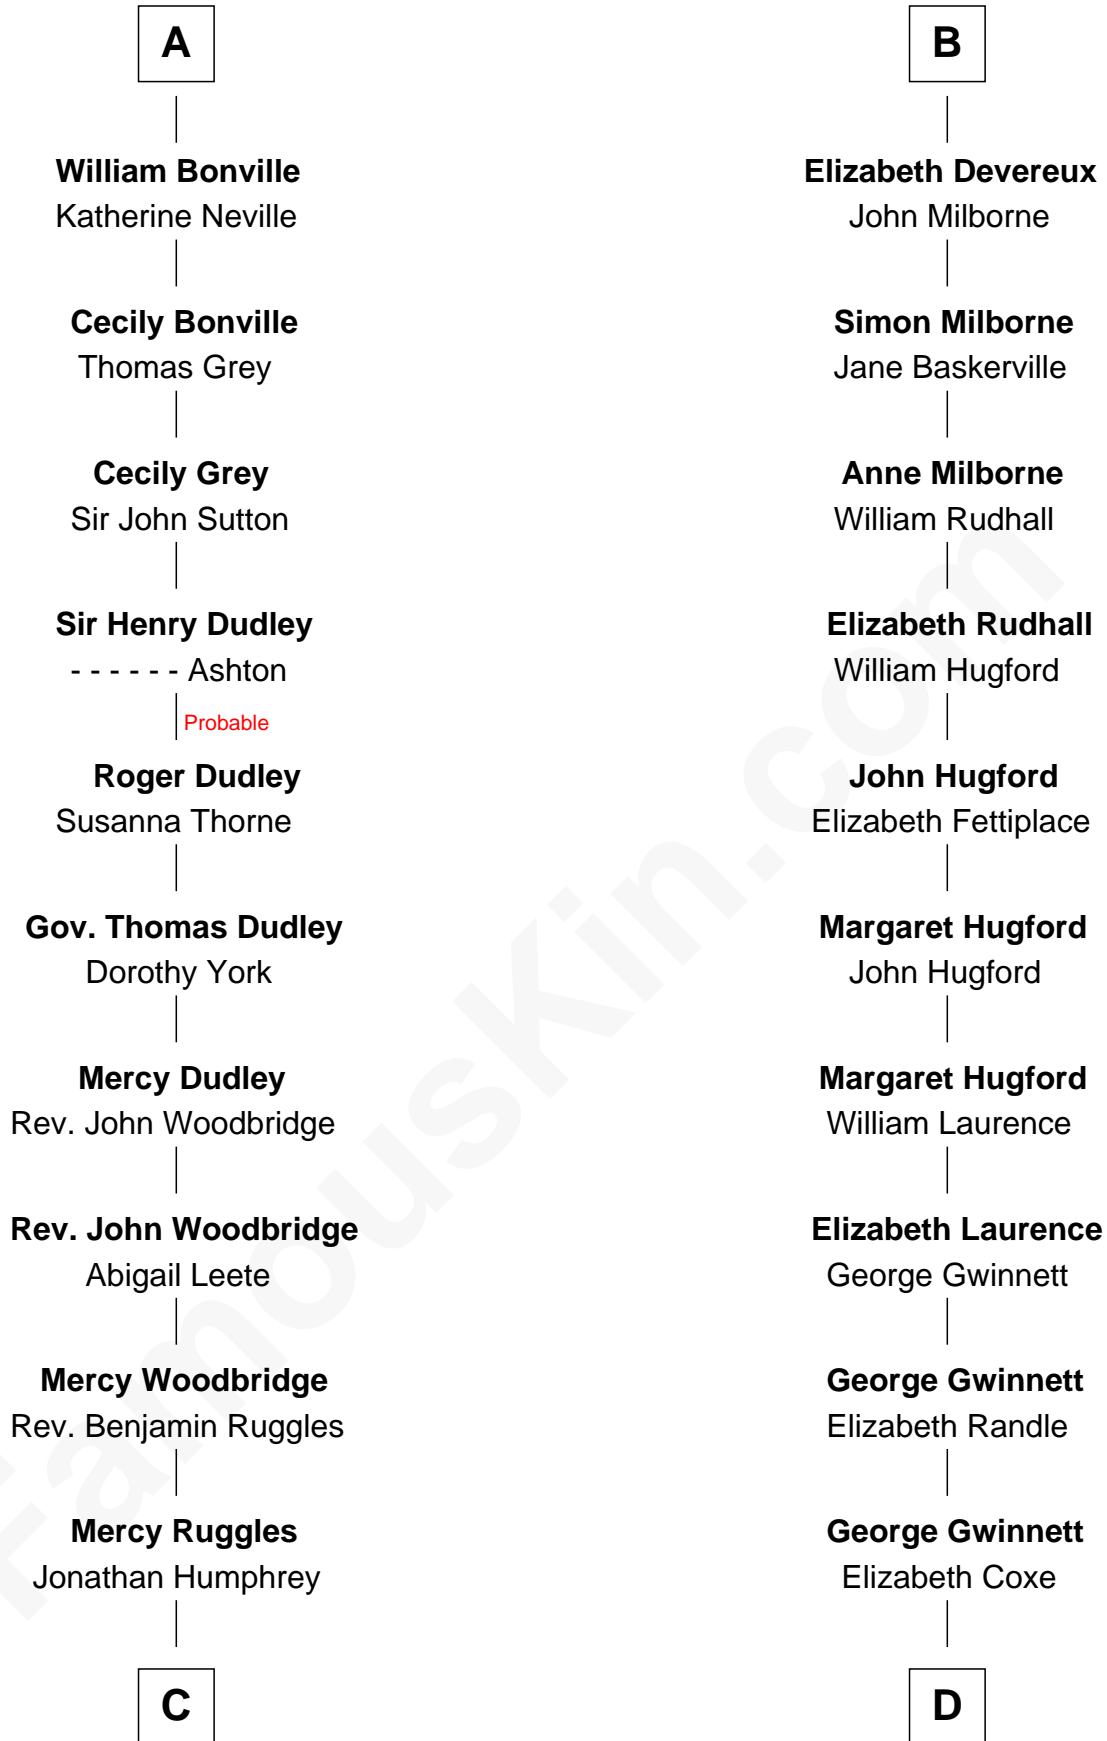 A
William Bonville
Katherine Neville
Cecily Bonville
Thomas Grey
Cecily Grey
Sir John Sutton
Sir Henry Dudley
- - - - - - Ashton
Probable
Roger Dudley
Susanna Thorne
Gov. Thomas Dudley
Dorothy York
Mercy Dudley
Rev. John Woodbridge
Rev. John Woodbridge
Abigail Leete
Mercy Woodbridge
Rev. Benjamin Ruggles
Mercy Ruggles
Jonathan Humphrey
C
B
Elizabeth Devereux
John Milborne
Simon Milborne
Jane Baskerville
Anne Milborne
William Rudhall
Elizabeth Rudhall
William Hugford
John Hugford
Elizabeth Fettiplace
Margaret Hugford
John Hugford
Margaret Hugford
William Laurence
Elizabeth Laurence
George Gwinnett
George Gwinnett
Elizabeth Randle
George Gwinnett
Elizabeth Coxe
D
FamousKin.com